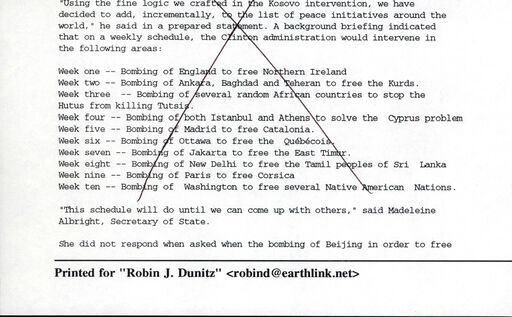 "Using the fine logic we crafted in the Kosovo intervention, we have
decided to add, incrementally, to the list of peace initiatives around the
world," he said in a prepared statement. A background briefing indicated
that on a weekly schedule, the Clinton administration would intervene in
the following areas:
Week one -- Bombing of England to free Northern Ireland
Week two -- Bombing of Ankara, Baghdad and Teheran to free the Kurds.
Week three -- Bombing of several random African countries to stop the
Hutus from killing Tutsis.
Week four -- Bombing of both Istanbul and Athens to solve the Cyprus problem
Week five -- Bombing of Madrid to free Catalonia.
Week six -- Bombing of Ottawa to free the Québécois.
Week seven -- Bombing of Jakarta to free the East Timur.
Week eight -- Bombing of New Delhi to free the Tamil peoples of Sri Lanka
Week nine -- Bombing of Paris to free Corsica
Week ten -- Bombing of Washington to free several Native American Nations.
"This schedule will do until we can come up with others," said Madeleine
Albright, Secretary of State.
She did not respond when asked when the bombing of Beijing in order to free
Printed for "Robin J. Dunitz" <robind@earthlink.net>